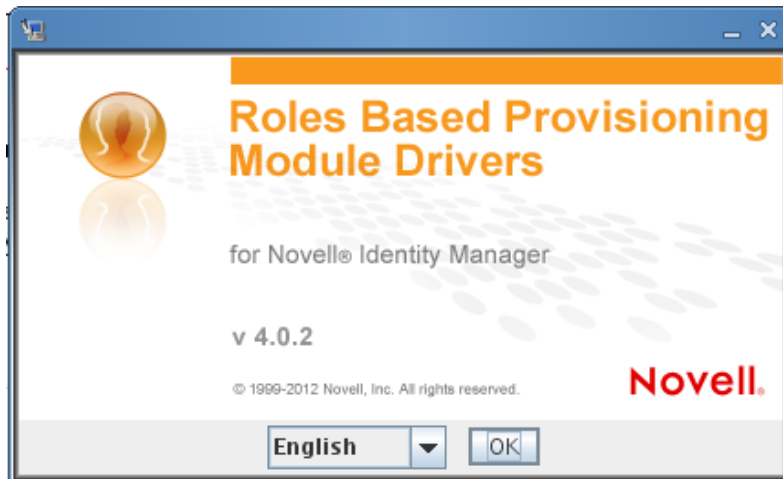 Roles Based Provisioning
Module Drivers
for Novell® Identity Manager
v 4.0.2
© 1999-2012 Novell, Inc. All rights reserved.
Novell®
English
OK